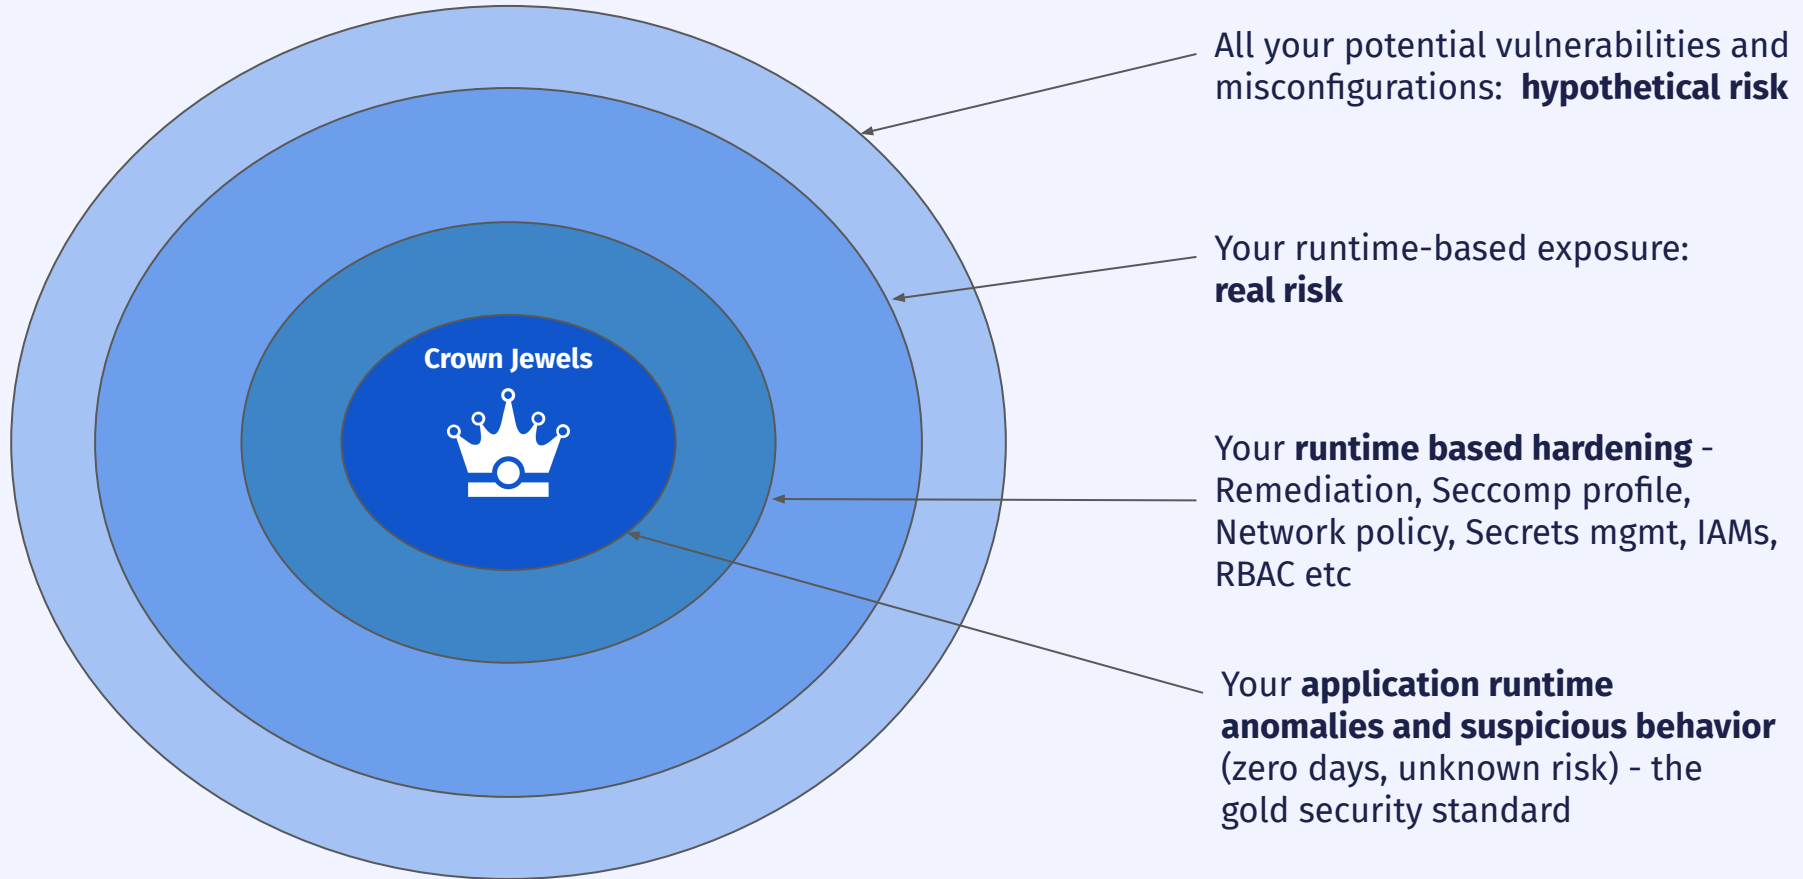 All your potential vulnerabilities and
misconfigurations: hypothetical risk
Your runtime-based exposure:
real risk
Crown Jewels
Your runtime based hardening -
Remediation, Seccomp profile,
Network policy, Secrets mgmt, IAMs,
RBAC etc
Your application runtime
anomalies and suspicious behavior
(zero days, unknown risk) - the
gold security standard